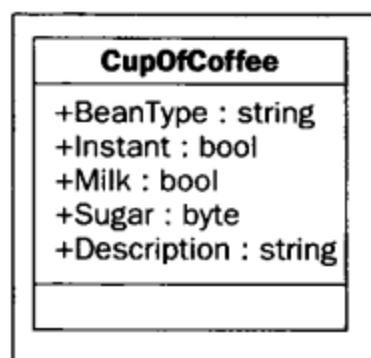 CupOfCoffee
+BeanType : string
+Instant : bool
+Milk : bool
+Sugar : byte
+Description : string